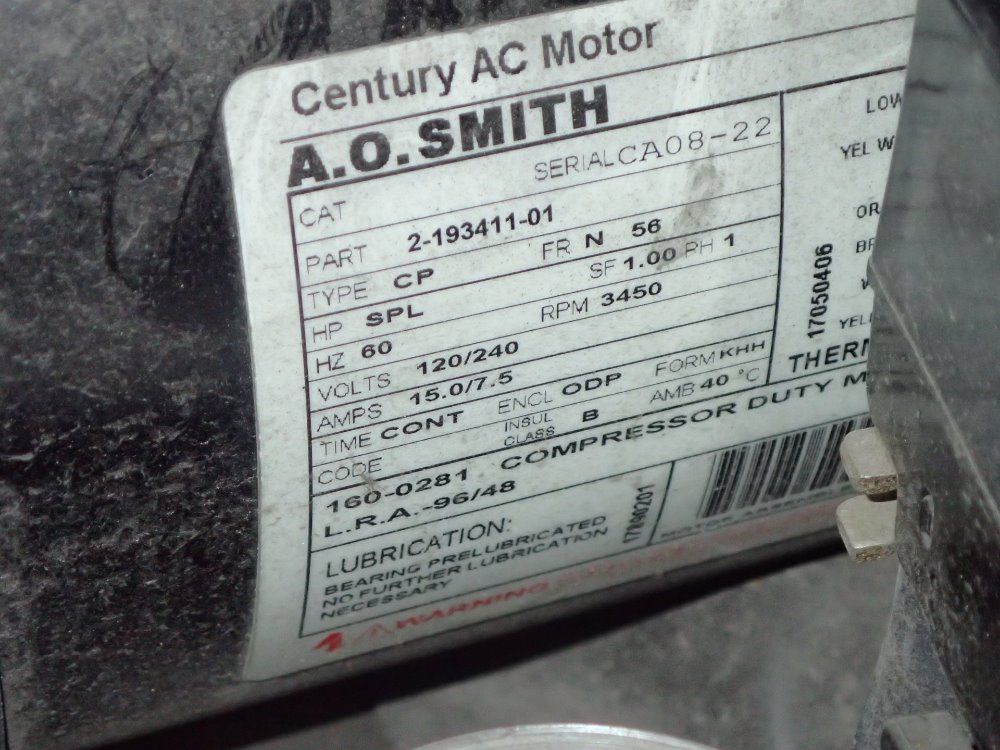 Century AC Motor
A.O. SMITH
SERIAL CA08-22
CAT
PART 2-193411-01
TYPE CP FR N 56
HP SPL SF 1.00 PH 1
HZ 60 RPM 3450
VOLTS 120/240
AMPS 15.0/7.5
TIME CONT ENCL ODP FORM KHH
CODE INSUL CLASS B AMB 40 °C
160-0281 COMPRESSOR DUTY M
L.R.A.-96/48
LUBRICATION:
BEARING PRELUBRICATED
NO FURTHER LUBRICATION
NECESSARY
17040201
WARNING
17050406
LOW
YEL W
OR
BR
YEL
THERM